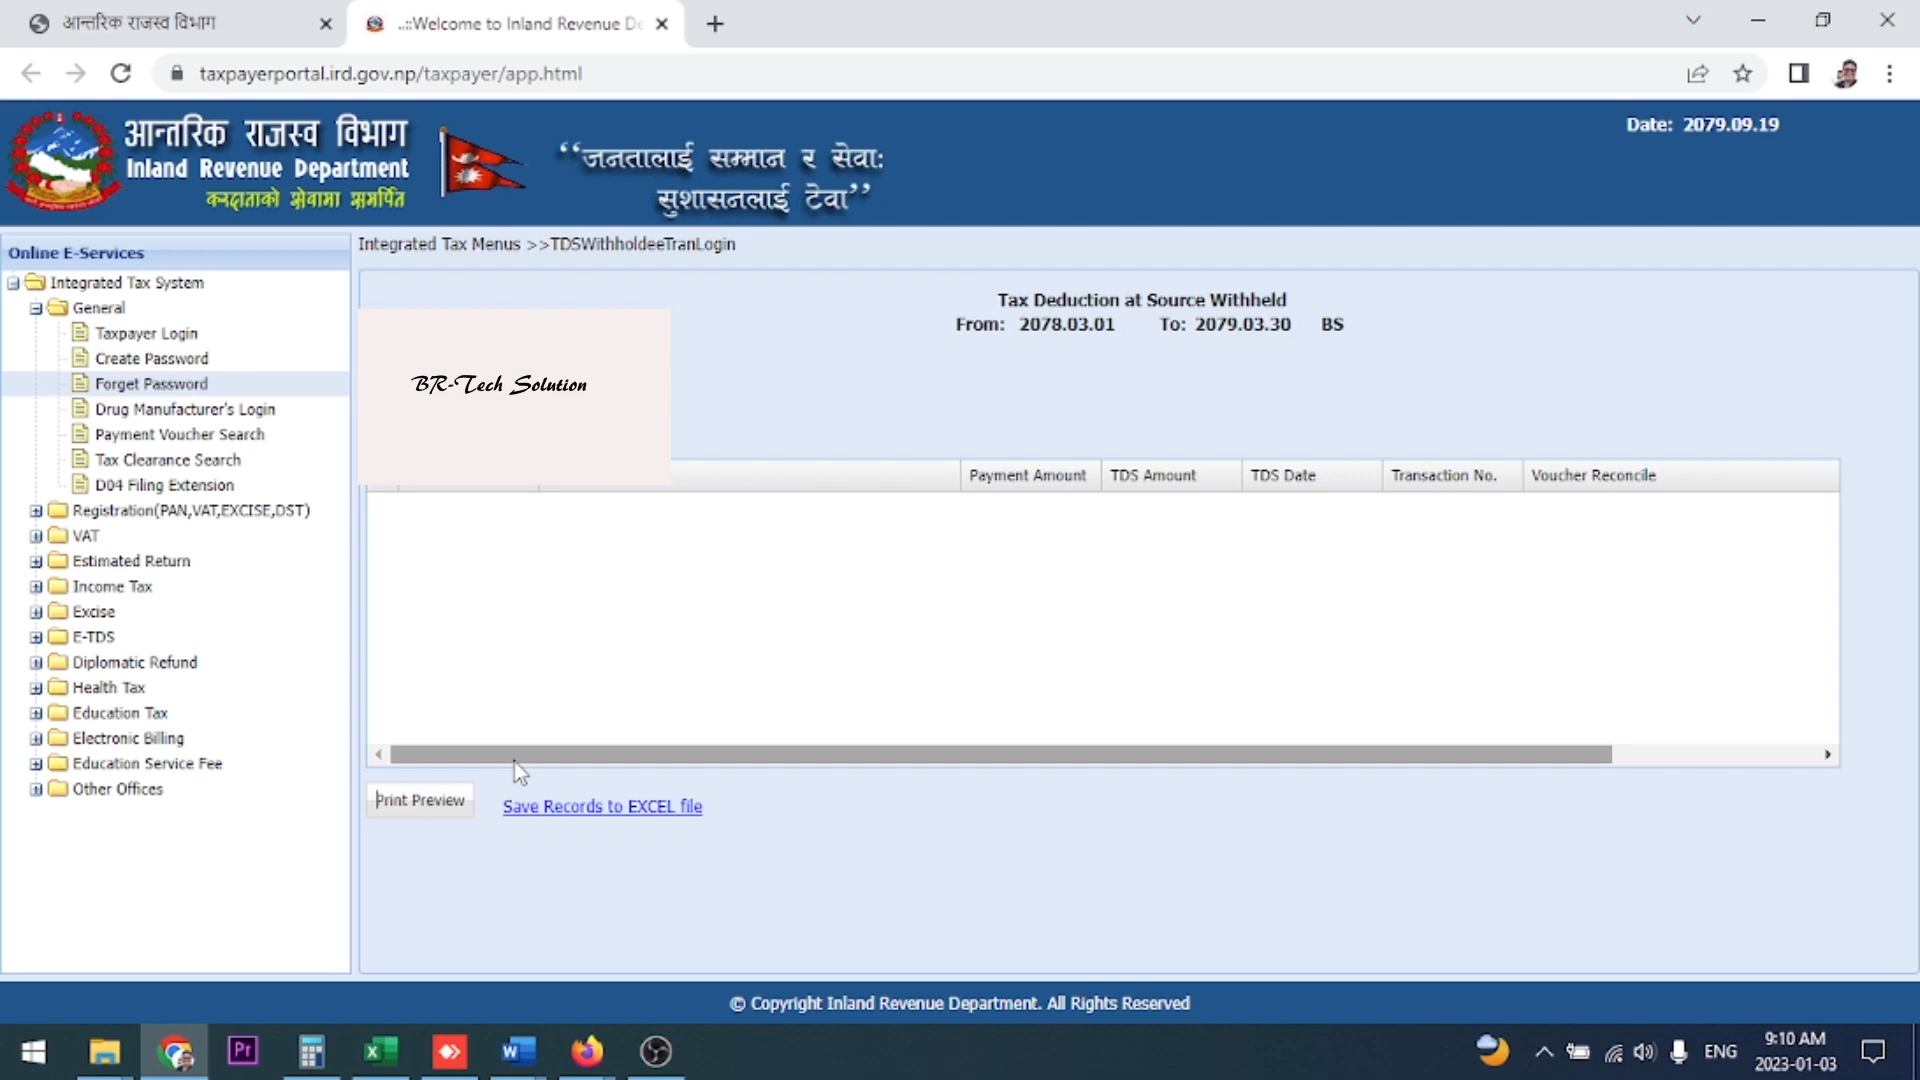 आन्तरिक राजस्व विभाग
..::Welcome to Inland Revenue De
taxpayerportal.ird.gov.np/taxpayer/app.html
आन्तरिक राजस्व विभाग
Inland Revenue Department
करदाताको सेवामा समर्पित
“जनतालाई सम्मान र सेवा:
सुशासनलाई टेवा”
Date: 2079.09.19
Online E-Services
Integrated Tax System
General
Taxpayer Login
Create Password
Forget Password
Drug Manufacturer's Login
Payment Voucher Search
Tax Clearance Search
D04 Filing Extension
Registration(PAN,VAT,EXCISE,DST)
VAT
Estimated Return
Income Tax
Excise
E-TDS
Diplomatic Refund
Health Tax
Education Tax
Electronic Billing
Education Service Fee
Other Offices
Integrated Tax Menus >>TDSWithholdeeTranLogin
Tax Deduction at Source Withheld
From: 2078.03.01 To: 2079.03.30 BS
BR-Tech Solution
Payment Amount TDS Amount TDS Date Transaction No. Voucher Reconcile
Print Preview
Save Records to EXCEL file
© Copyright Inland Revenue Department. All Rights Reserved
Pr
ENG
9:10 AM
2023-01-03